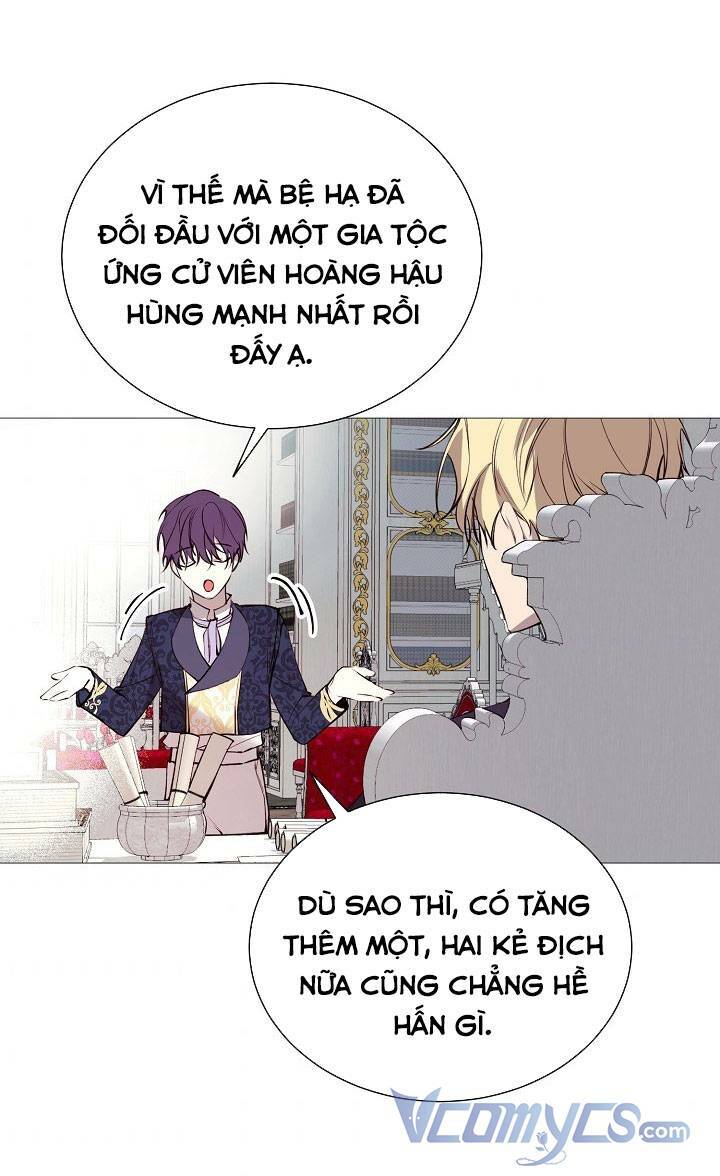 VÌ THẾ MÀ BỆ HẠ ĐÃ
ĐỐI ĐẦU VỚI MỘT GIA TỘC
ỨNG CỬ VIÊN HOÀNG HẬU
HÙNG MẠNH NHẤT RỒI
ĐẤY Ạ.
DÙ SAO THÌ, CÓ TĂNG
THÊM MỘT, HAI KẺ ĐỊCH
NỮA CŨNG CHẲNG HỀ
HẤN GÌ.
VCOMYCS.com